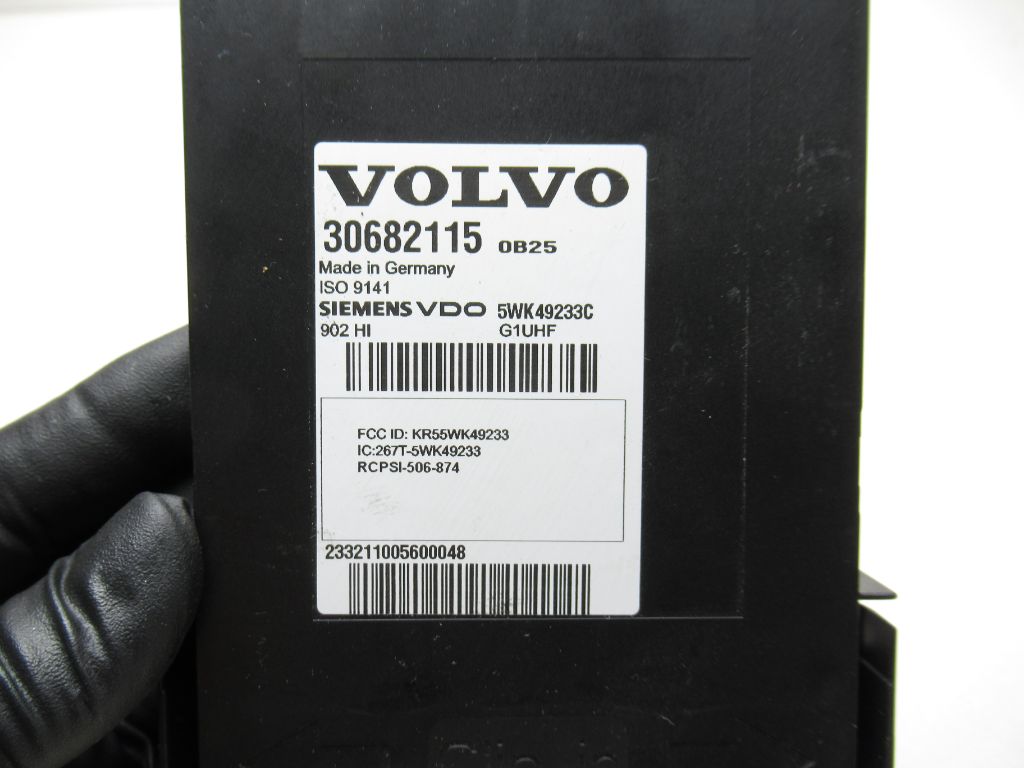 VOLVO
30682115 0B25
Made in Germany
ISO 9141
SIEMENS VDO 5WK49233C
902 HI G1UHF
FCC ID: KR55WK49233
IC:267T-5WK49233
RCPSI-506-874
233211005600048